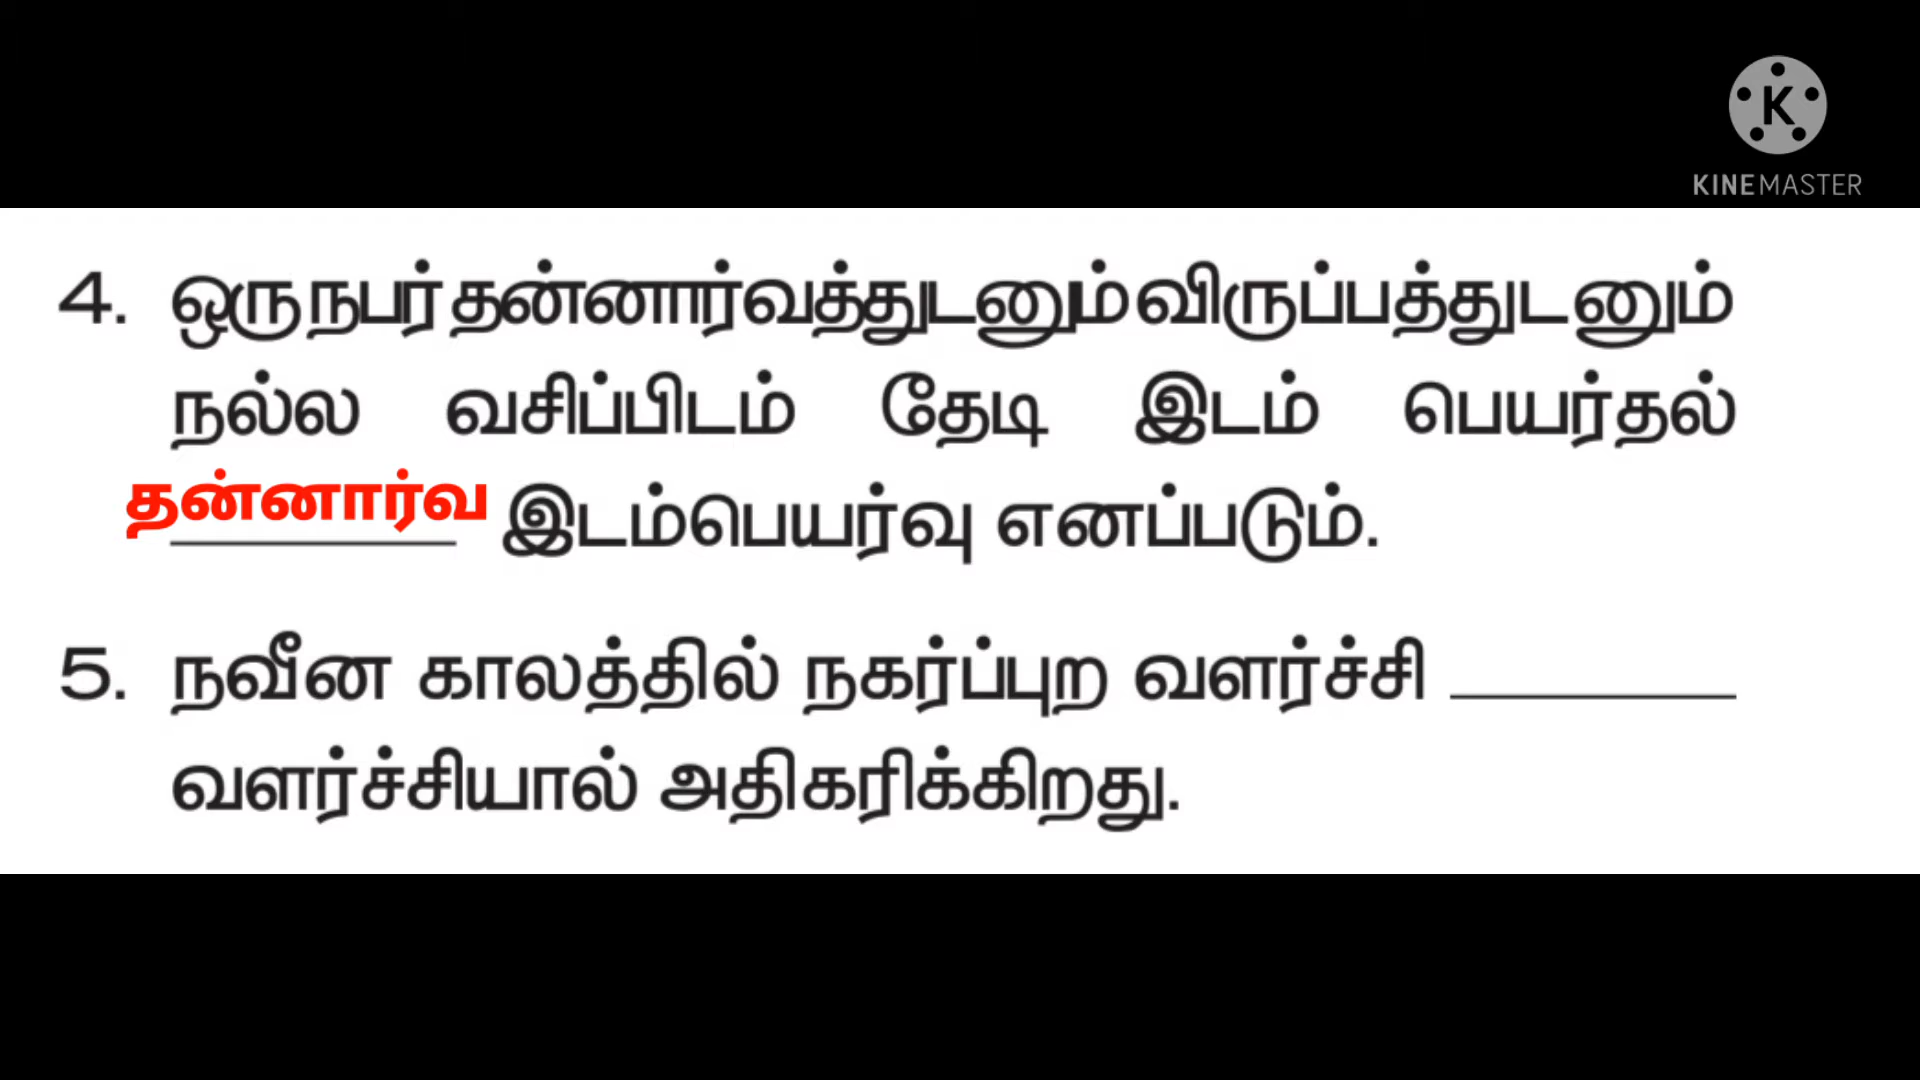 K
KINEMASTER
4. ஒரு நபர் தன்னார்வத்துடனும் விருப்பத்துடனும்
நல்ல வசிப்பிடம் தேடி இடம் பெயர்தல்
தன்னார்வ இடம்பெயர்வு எனப்படும்.
5. நவீன காலத்தில் நகர்ப்புற வளர்ச்சி ________
வளர்ச்சியால் அதிகரிக்கிறது.